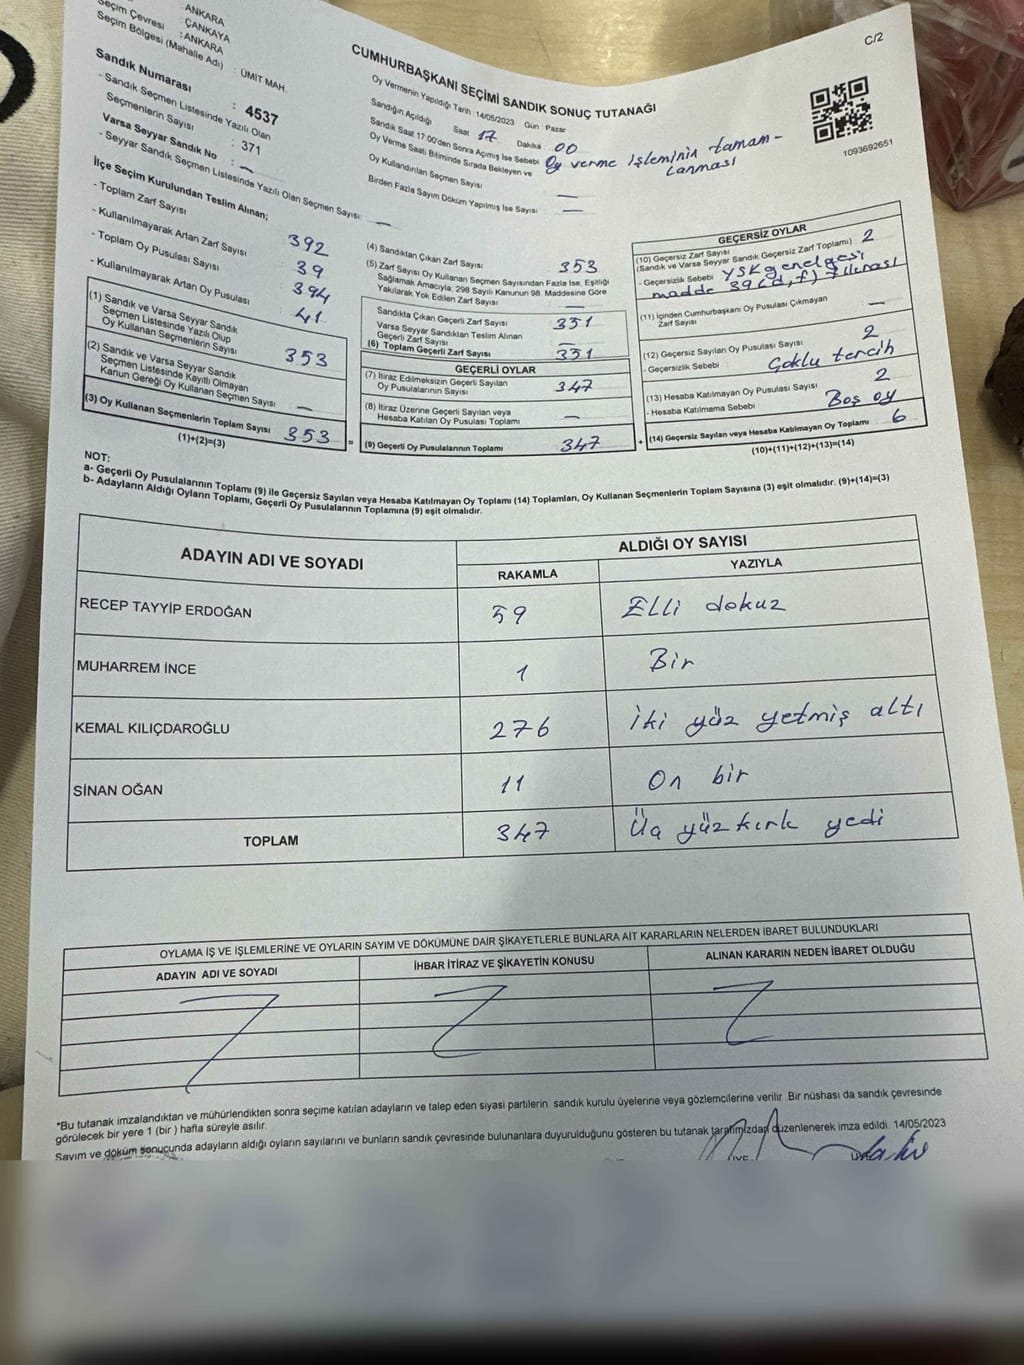 ANKARA
Seçim Çevresi : ÇANKAYA
Seçim Bölgesi (Mahalle Adı) : ANKARA
: ÜMİT MAH.
Sandık Numarası : 4537
- Sandık Seçmen Listesinde Yazılı Olan
Seçmenlerin Sayısı : 371
Varsa Seyyar Sandık No : —
- Seyyar Sandık Seçmen Listesinde Yazılı Olan Seçmen Sayısı : —
İlçe Seçim Kurulundan Teslim Alınan;
- Toplam Zarf Sayısı 392
- Kullanılmayarak Artan Zarf Sayısı 39
- Toplam Oy Pusulası Sayısı 394
- Kullanılmayarak Artan Oy Pusulası 41
(1) Sandık ve Varsa Seyyar Sandık
Seçmen Listesinde Yazılı Olup
Oy Kullanan Seçmenlerin Sayısı 353
(2) Sandık ve Varsa Seyyar Sandık
Seçmen Listesinde Kayıtlı Olmayan
Kanun Gereği Oy Kullanan Seçmen Sayısı —
(3) Oy Kullanan Seçmenlerin Toplam Sayısı 353
(1)+(2)=(3)
C/2
CUMHURBAŞKANI SEÇİMİ SANDIK SONUÇ TUTANAĞI
Oy Vermenin Yapıldığı Tarih : 14/05/2023 Gün : Pazar
Sandığın Açıldığı Saat 17 Dakika 00
Sandık Saat 17:00'den Sonra Açımış İse Sebebi Oy verme işleminin tamam-
lanması
Oy Verme Saati Bitiminde Sırada Bekleyen ve
Oy Kullandırılan Seçmen Sayısı —
Birden Fazla Sayım Döküm Yapılmış İse Sayısı : —
1093692651
(4) Sandıktan Çıkan Zarf Sayısı 353
(5) Zarf Sayısı Oy Kullanan Seçmen Sayısından Fazla İse, Eşitliği
Sağlamak Amacıyla, 298 Sayılı Kanunun 98. Maddesine Göre
Yakılarak Yok Edilen Zarf Sayısı —
Sandıkta Çıkan Geçerli Zarf Sayısı 351
Varsa Seyyar Sandıktan Teslim Alınan
Geçerli Zarf Sayısı —
(6) Toplam Geçerli Zarf Sayısı 351
GEÇERLİ OYLAR
(7) İtiraz Edilmeksizin Geçerli Sayılan
Oy Pusulalarının Sayısı 347
(8) İtiraz Üzerine Geçerli Sayılan veya
Hesaba Katılan Oy Pusulası Toplamı —
= (9) Geçerli Oy Pusulalarının Toplamı 347 +
GEÇERSİZ OYLAR
(10) Geçersiz Zarf Sayısı 2
(Sandık ve Varsa Seyyar Sandık Geçersiz Zarf Toplamı)
- Geçersizlik Sebebi YSK genelgesi
madde 39 (d,f) fıkrası
(11) İçinden Cumhurbaşkanı Oy Pusulası Çıkmayan
Zarf Sayısı —
(12) Geçersiz Sayılan Oy Pusulası Sayısı 2
- Geçersizlik Sebebi Çoklu tercih
(13) Hesaba Katılmayan Oy Pusulası Sayısı 2
- Hesaba Katılmama Sebebi Boş oy
(14) Geçersiz Sayılan veya Hesaba Katılmayan Oy Toplamı 6
(10)+(11)+(12)+(13)=(14)
NOT:
a- Geçerli Oy Pusulalarının Toplamı (9) ile Geçersiz Sayılan veya Hesaba Katılmayan Oy Toplamı (14) Toplamları, Oy Kullanan Seçmenlerin Toplam Sayısına (3) eşit olmalıdır. (9)+(14)=(3)
b- Adayların Aldığı Oyların Toplamı, Geçerli Oy Pusulalarının Toplamına (9) eşit olmalıdır.
ADAYIN ADI VE SOYADI ALDIĞI OY SAYISI
RAKAMLA YAZIYLA
RECEP TAYYİP ERDOĞAN 59 Elli dokuz
MUHARREM İNCE 1 Bir
KEMAL KILIÇDAROĞLU 276 iki yüz yetmiş altı
SİNAN OĞAN 11 On bir
TOPLAM 347 Üç yüz kırk yedi
OYLAMA İŞ VE İŞLEMLERİNE VE OYLARIN SAYIM VE DÖKÜMÜNE DAİR ŞİKAYETLERLE BUNLARA AİT KARARLARIN NELERDEN İBARET BULUNDUKLARI
ADAYIN ADI VE SOYADI İHBAR İTİRAZ VE ŞİKAYETİN KONUSU ALINAN KARARIN NEDEN İBARET OLDUĞU
*Bu tutanak imzalandıktan ve mühürlendikten sonra seçime katılan adayların ve talep eden siyasi partilerin sandık kurulu üyelerine veya gözlemcilerine verilir. Bir nüshası da sandık çevresinde
görülecek bir yere 1 (bir ) hafta süreyle asılır.
Sayım ve döküm sonucunda adayların aldığı oyların sayılarını ve bunların sandık çevresinde bulunanlara duyurulduğunu gösteren bu tutanak tarafımızdan düzenlenerek imza edildi. 14/05/2023